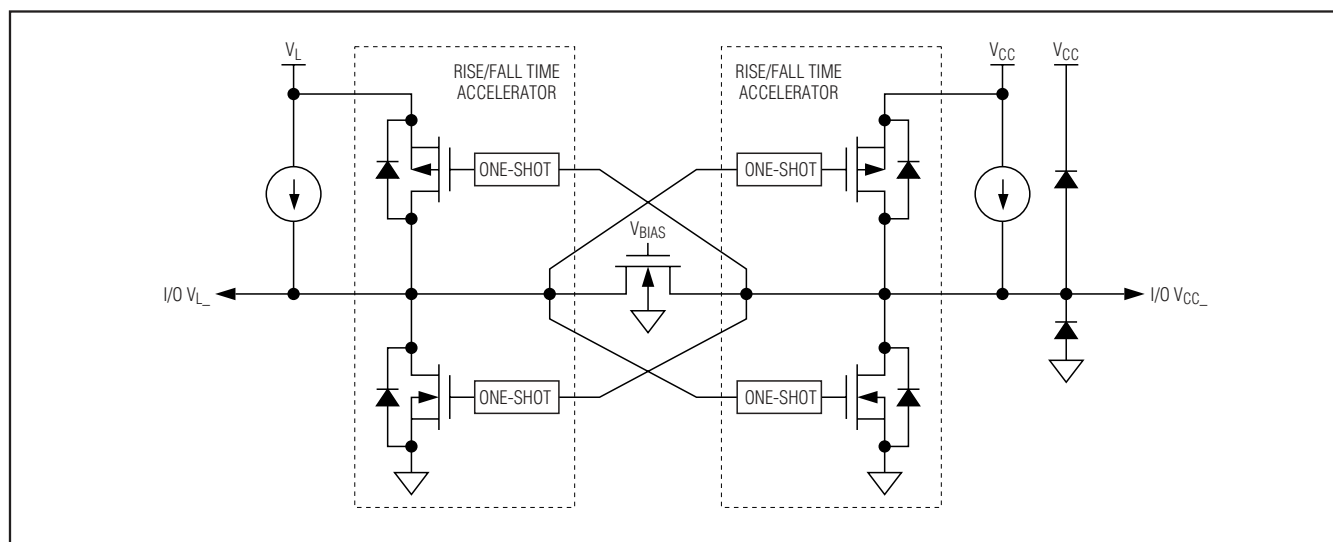 V_L
RISE/FALL TIME
ACCELERATOR
RISE/FALL TIME
ACCELERATOR
V_CC
V_CC
ONE-SHOT
ONE-SHOT
V_BIAS
I/O V_L_
I/O V_CC_
ONE-SHOT
ONE-SHOT